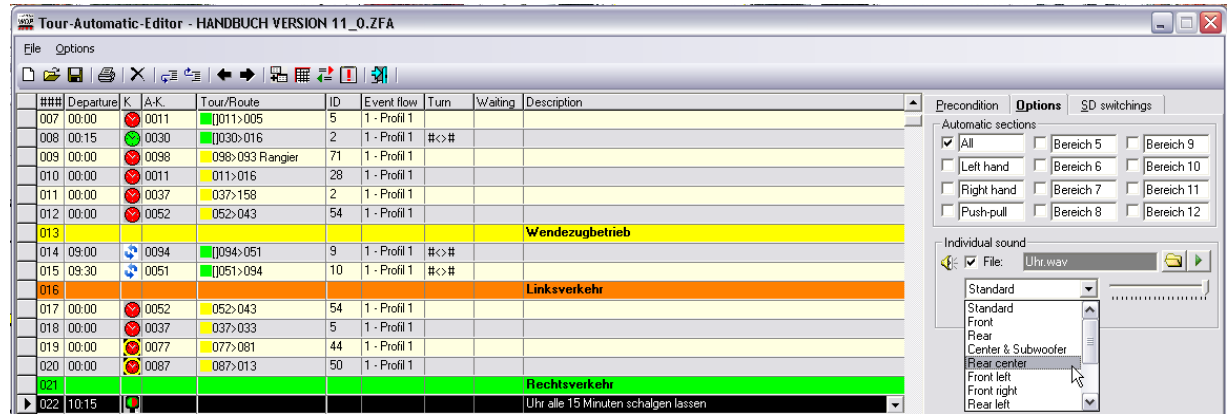 Tour-Automatic-Editor - HANDBUCH VERSION 11_0.ZFA
File Options
### Departure K A-K. Tour/Route ID Event flow Turn Waiting Description
007 00:00 0011 []011>005 5 1 - Profil 1
008 00:15 0030 []030>016 2 1 - Profil 1 #<>#
009 00:00 0098 098>093 Rangier 71 1 - Profil 1
010 00:00 0011 011>016 28 1 - Profil 1
011 00:00 0037 037>158 2 1 - Profil 1
012 00:00 0052 052>043 54 1 - Profil 1
013 Wendezugbetrieb
014 09:00 0094 []094>051 9 1 - Profil 1 #<>#
015 09:30 0051 []051>094 10 1 - Profil 1 #<>#
016 Linksverkehr
017 00:00 0052 052>043 54 1 - Profil 1
018 00:00 0037 037>033 5 1 - Profil 1
019 00:00 0077 077>081 44 1 - Profil 1
020 00:00 0087 087>013 50 1 - Profil 1
021 Rechtsverkehr
022 10:15 Uhr alle 15 Minuten schalgen lassen
Precondition Options SD switchings
Automatic sections
All Bereich 5 Bereich 9
Left hand Bereich 6 Bereich 10
Right hand Bereich 7 Bereich 11
Push-pull Bereich 8 Bereich 12
Individual sound
File: Uhr.wav
Standard
Standard
Front
Rear
Center & Subwoofer
Rear center
Front left
Front right
Rear left